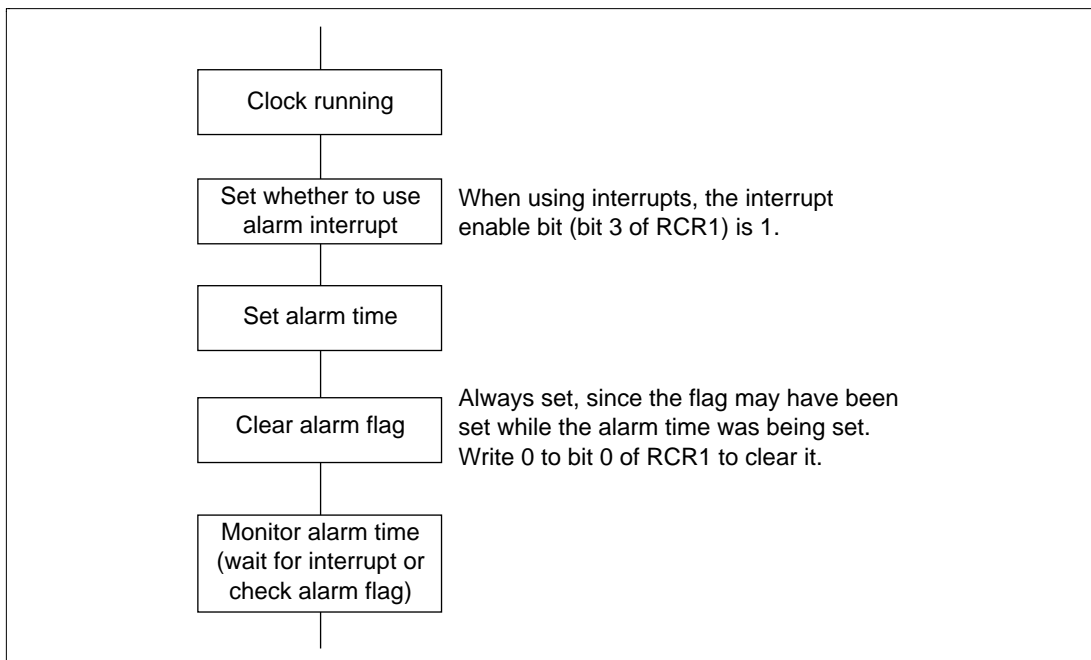 Clock running
Set whether to use
alarm interrupt
When using interrupts, the interrupt
enable bit (bit 3 of RCR1) is 1.
Set alarm time
Clear alarm flag
Always set, since the flag may have been
set while the alarm time was being set.
Write 0 to bit 0 of RCR1 to clear it.
Monitor alarm time
(wait for interrupt or
check alarm flag)